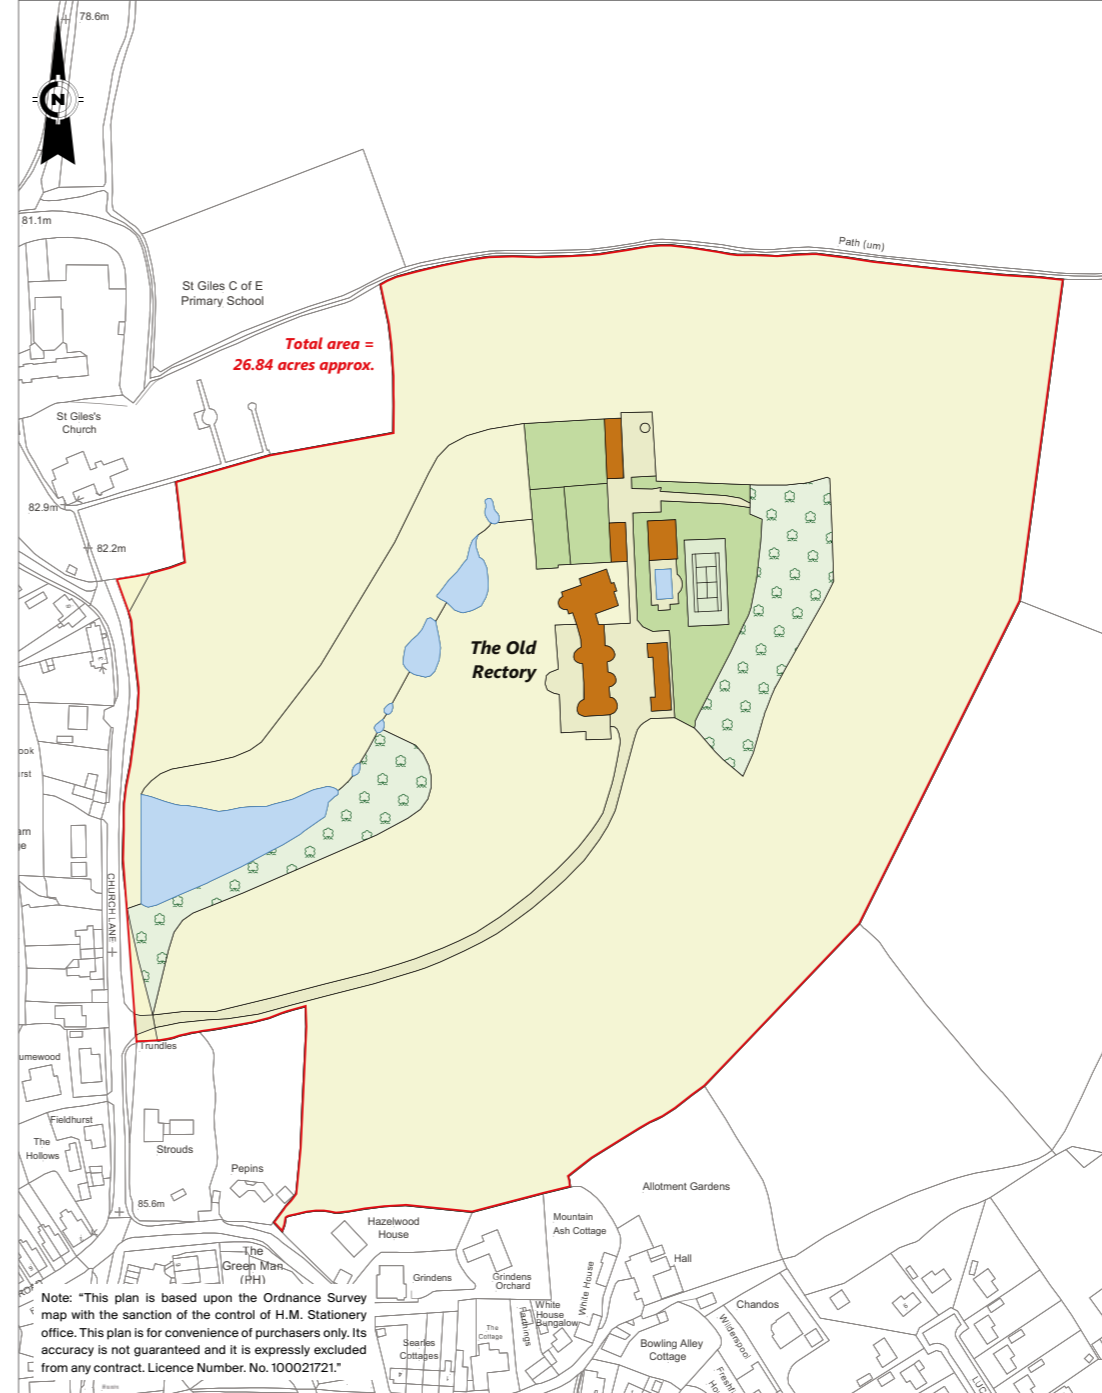 78.6m
N
81.1m
Path (um)
St Giles C of E
Primary School
Total area =
26.84 acres approx.
St Giles's
Church
82.9m
82.2m
The Old
Rectory
CHURCH LANE
Trundles
umewood
Fieldhurst
The
Hollows
Strouds
Pepins
85.6m
Allotment Gardens
Hazelwood
House
Mountain
Ash Cottage
The
Green Man
(PH)
Grindens
Grindens
Orchard
Hall
White House
White
House
Bungalow
Farthings
Chandos
Wilderspool
The
Cottage
Searles
Cottages
Bowling Alley
Cottage
Note: “This plan is based upon the Ordnance Survey
map with the sanction of the control of H.M. Stationery
office. This plan is for convenience of purchasers only. Its
accuracy is not guaranteed and it is expressly excluded
from any contract. Licence Number. No. 100021721.”